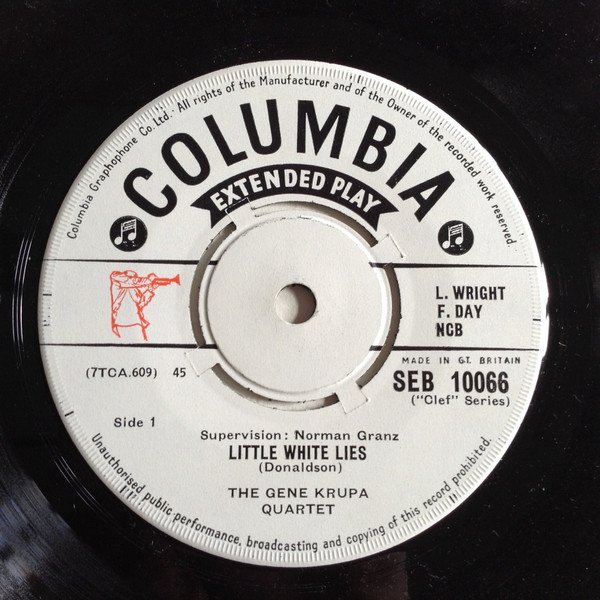 Columbia Graphophone Co. Ltd. All rights of the Manufacturer and of the Owner of the recorded work reserved.
COLUMBIA
EXTENDED PLAY
L. WRIGHT
F. DAY
NCB
MADE IN GT. BRITAIN
(7TCA.609) 45
SEB 10066
("Clef" Series)
Side 1
Supervision: Norman Granz
LITTLE WHITE LIES
(Donaldson)
THE GENE KRUPA
QUARTET
Unauthorised public performance, broadcasting and copying of this record prohibited.